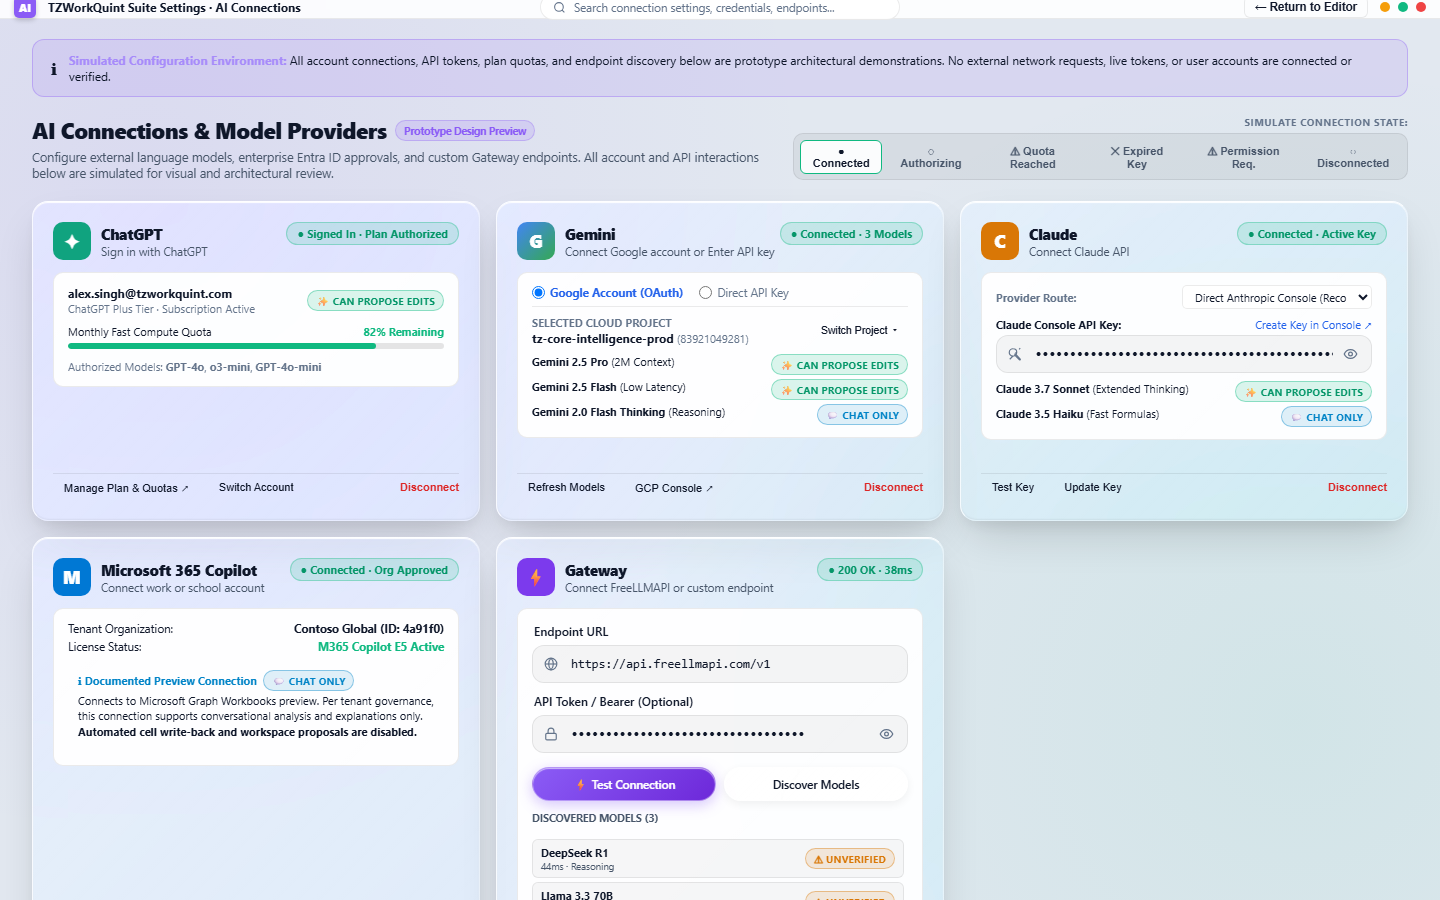 AI TZWorkQuint Suite Settings · AI Connections
Search connection settings, credentials, endpoints...
← Return to Editor
ℹ Simulated Configuration Environment: All account connections, API tokens, plan quotas, and endpoint discovery below are prototype architectural demonstrations. No external network requests, live tokens, or user accounts are connected or
verified.
AI Connections & Model Providers
Prototype Design Preview
Configure external language models, enterprise Entra ID approvals, and custom Gateway endpoints. All account and API interactions
below are simulated for visual and architectural review.
SIMULATE CONNECTION STATE:
● Connected
○ Authorizing
⚠ Quota Reached
✕ Expired Key
⚠ Permission Req.
Disconnected
ChatGPT
Sign in with ChatGPT
● Signed In · Plan Authorized
alex.singh@tzworkquint.com
ChatGPT Plus Tier · Subscription Active
✨ CAN PROPOSE EDITS
Monthly Fast Compute Quota
82% Remaining
Authorized Models: GPT-4o, o3-mini, GPT-4o-mini
Manage Plan & Quotas ↗
Switch Account
Disconnect
G
Gemini
Connect Google account or Enter API key
● Connected · 3 Models
Google Account (OAuth)
Direct API Key
SELECTED CLOUD PROJECT
tz-core-intelligence-prod (83921049281)
Switch Project
Gemini 2.5 Pro (2M Context)
✨ CAN PROPOSE EDITS
Gemini 2.5 Flash (Low Latency)
✨ CAN PROPOSE EDITS
Gemini 2.0 Flash Thinking (Reasoning)
💬 CHAT ONLY
Refresh Models
GCP Console ↗
Disconnect
C
Claude
Connect Claude API
● Connected · Active Key
Provider Route:
Direct Anthropic Console (Reco
Claude Console API Key:
Create Key in Console ↗
Claude 3.7 Sonnet (Extended Thinking)
✨ CAN PROPOSE EDITS
Claude 3.5 Haiku (Fast Formulas)
💬 CHAT ONLY
Test Key
Update Key
Disconnect
M
Microsoft 365 Copilot
Connect work or school account
● Connected · Org Approved
Tenant Organization:
Contoso Global (ID: 4a91f0)
License Status:
M365 Copilot E5 Active
ℹ Documented Preview Connection
💬 CHAT ONLY
Connects to Microsoft Graph Workbooks preview. Per tenant governance,
this connection supports conversational analysis and explanations only.
Automated cell write-back and workspace proposals are disabled.
Gateway
Connect FreeLLMAPI or custom endpoint
● 200 OK · 38ms
Endpoint URL
https://api.freellmapi.com/v1
API Token / Bearer (Optional)
⚡ Test Connection
Discover Models
DISCOVERED MODELS (3)
DeepSeek R1
44ms · Reasoning
⚠ UNVERIFIED
Llama 3.3 70B
⚠ UNVERIFIED